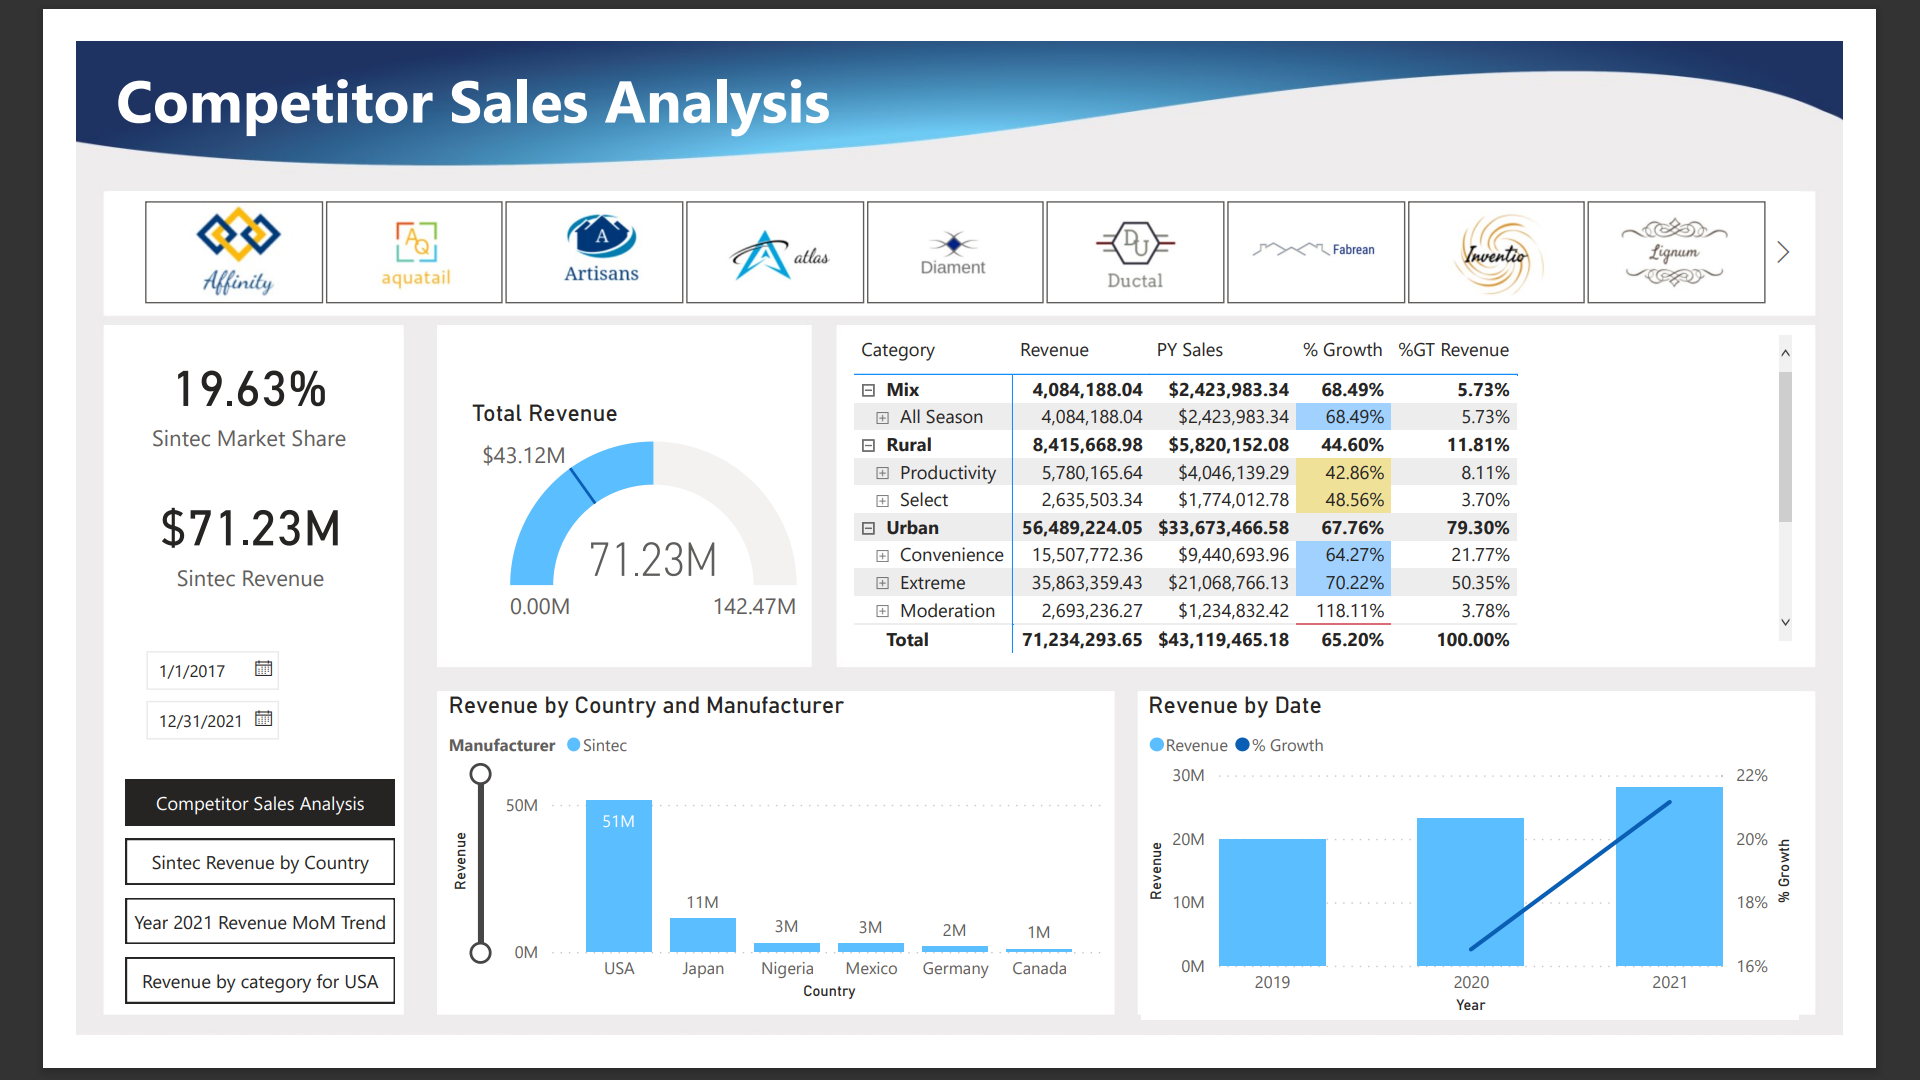 Competitor Sales Analysis
Affinity
AQ
aquatail
A
Artisans
atlas
Diament
DU
Ductal
Fabrean
Inventio
Lignum
19.63%
Sintec Market Share
$71.23M
Sintec Revenue
1/1/2017
12/31/2021
Competitor Sales Analysis
Sintec Revenue by Country
Year 2021 Revenue MoM Trend
Revenue by category for USA
Total Revenue
$43.12M
71.23M
0.00M 142.47M
Category Revenue PY Sales % Growth %GT Revenue
Mix 4,084,188.04 $2,423,983.34 68.49% 5.73%
All Season 4,084,188.04 $2,423,983.34 68.49% 5.73%
Rural 8,415,668.98 $5,820,152.08 44.60% 11.81%
Productivity 5,780,165.64 $4,046,139.29 42.86% 8.11%
Select 2,635,503.34 $1,774,012.78 48.56% 3.70%
Urban 56,489,224.05 $33,673,466.58 67.76% 79.30%
Convenience 15,507,772.36 $9,440,693.96 64.27% 21.77%
Extreme 35,863,359.43 $21,068,766.13 70.22% 50.35%
Moderation 2,693,236.27 $1,234,832.42 118.11% 3.78%
Total 71,234,293.65 $43,119,465.18 65.20% 100.00%
Revenue by Country and Manufacturer
Manufacturer Sintec
Revenue
50M
0M
51M
11M
3M
3M
2M
1M
USA Japan Nigeria Mexico Germany Canada
Country
Revenue by Date
Revenue % Growth
Revenue
30M
20M
10M
0M
22%
20%
18%
16%
% Growth
2019 2020 2021
Year